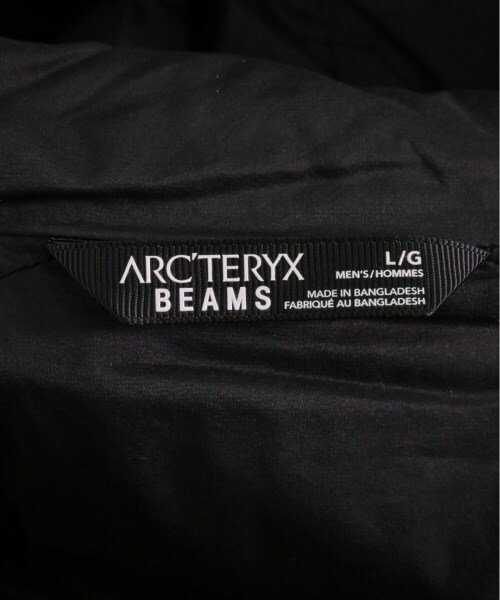 ARC'TERYX
BEAMS
L/G
MEN'S/HOMMES
MADE IN BANGLADESH
FABRIQUÉ AU BANGLADESH